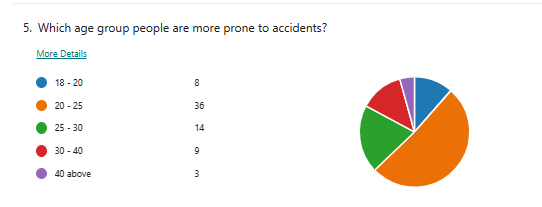 5. Which age group people are more prone to accidents?
More Details
18 - 20 8
20 - 25 36
25 - 30 14
30 - 40 9
40 above 3